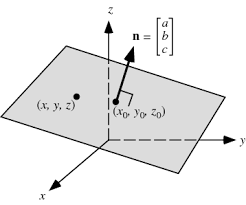 z
n = [a b c]
(x, y, z)
(x₀, y₀, z₀)
y
x